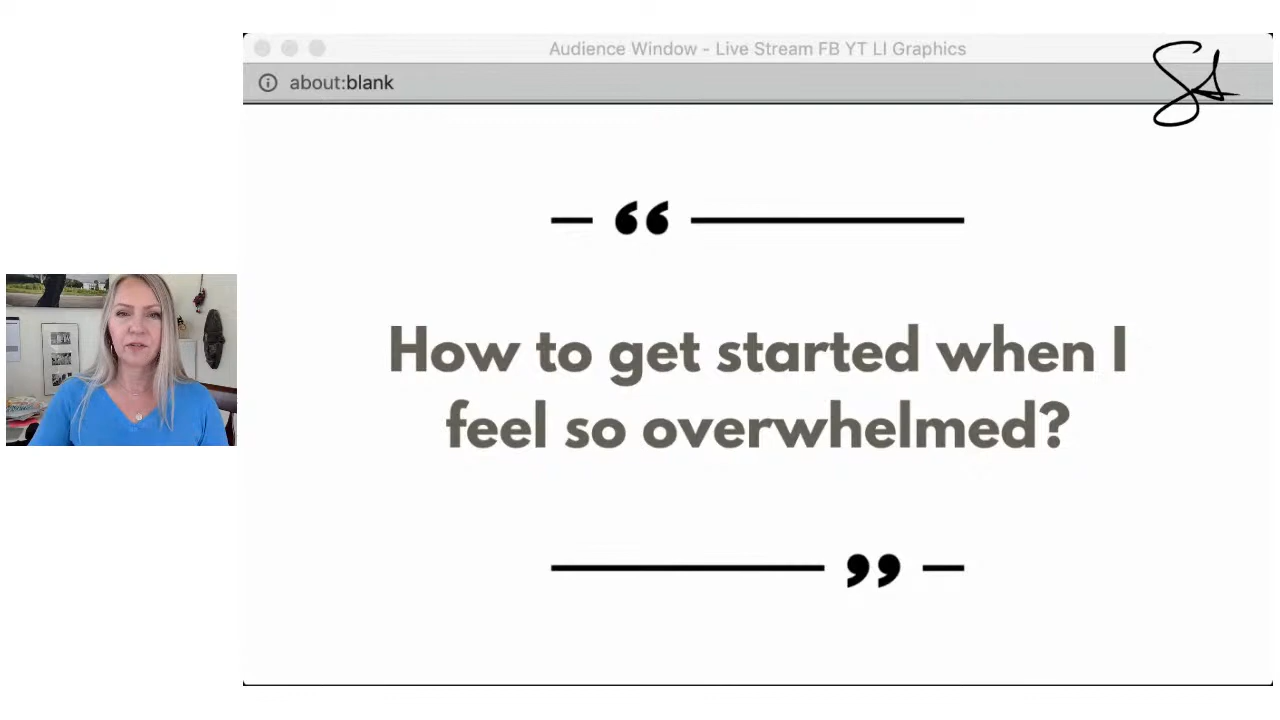 Audience Window - Live Stream FB YT LI Graphics
about:blank
“
How to get started when I
feel so overwhelmed?
”